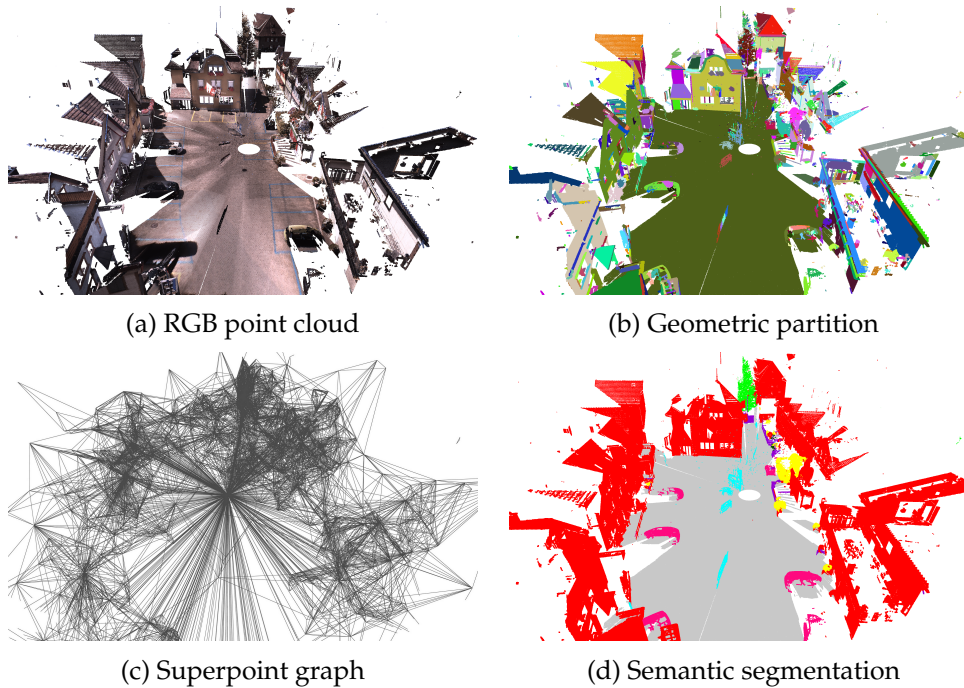 (a) RGB point cloud
(b) Geometric partition
(c) Superpoint graph
(d) Semantic segmentation